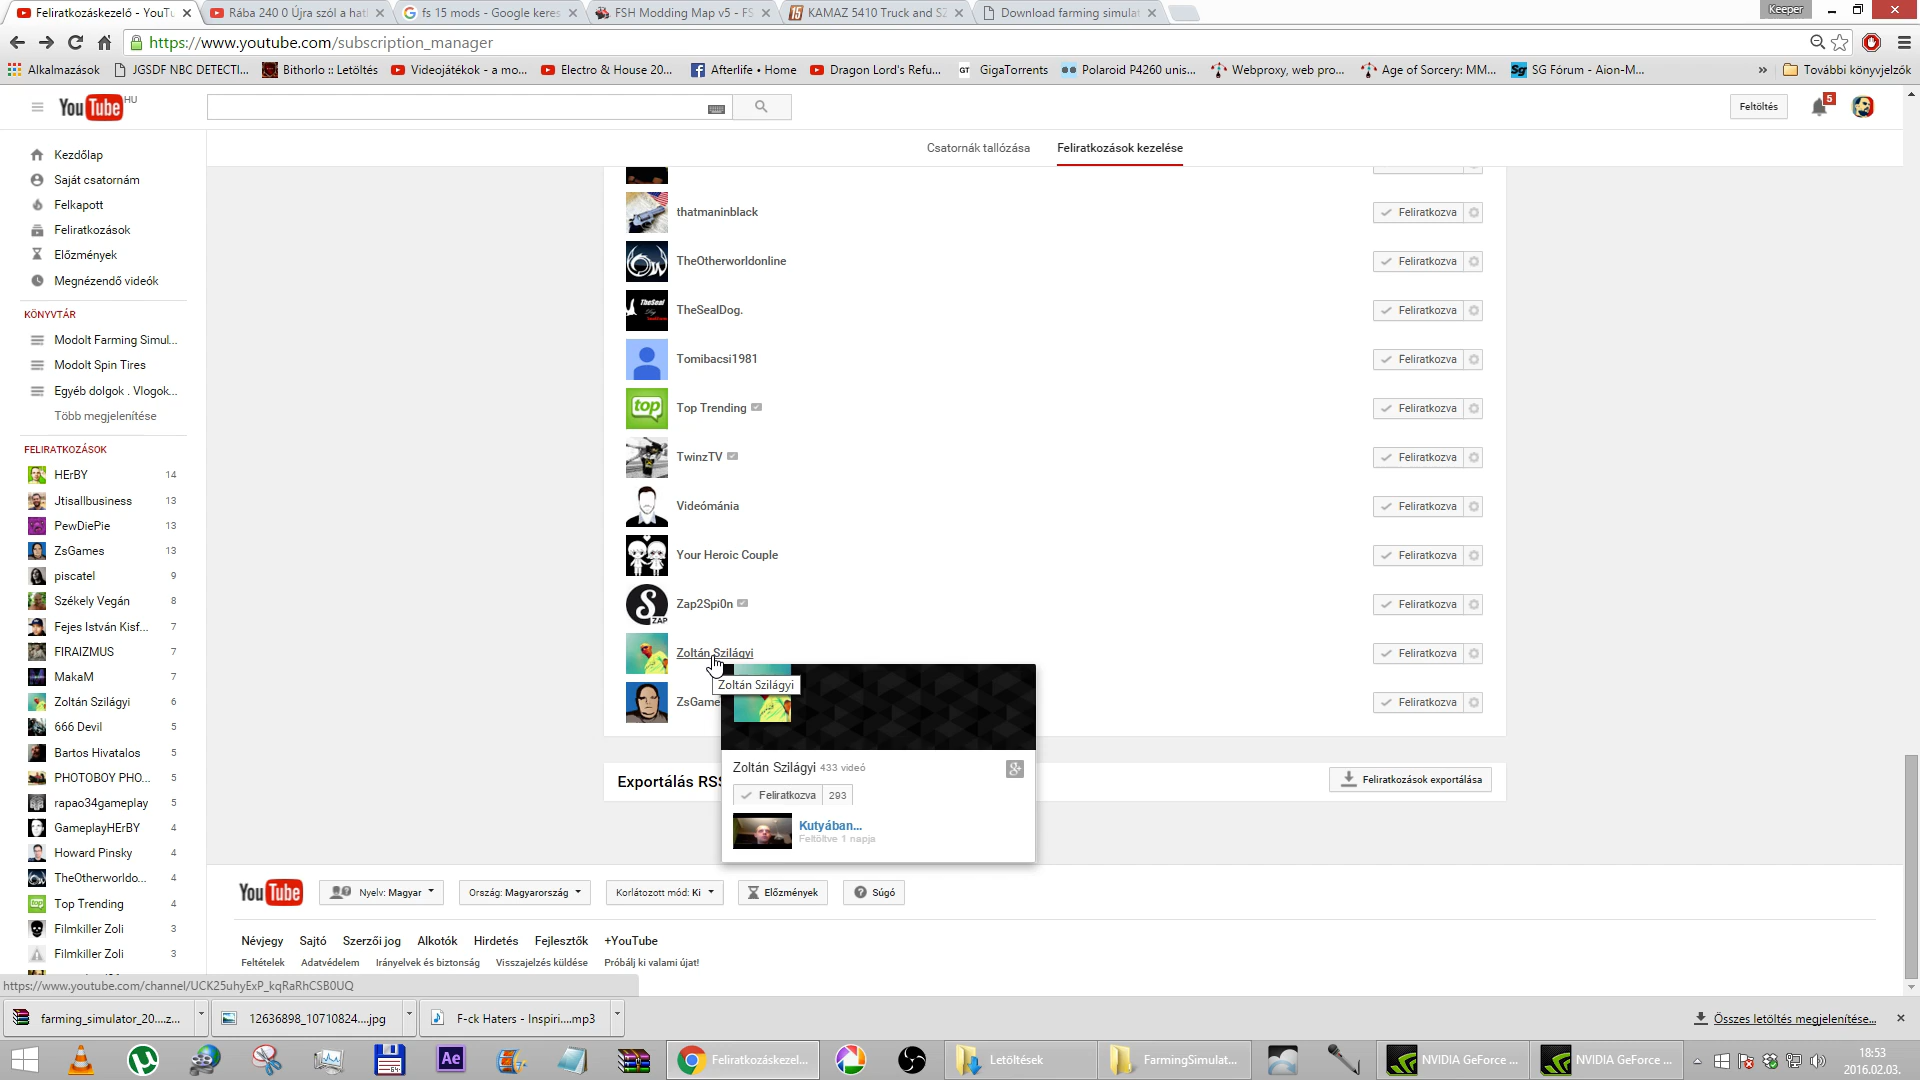 Feliratkozáskezelő - YouTu
Rába 240 0 Újra szól a hat
fs 15 mods - Google keres
FSH Modding Map v5 - FS
KAMAZ 5410 Truck and SZ
Download farming simulat
Keeper
https://www.youtube.com/subscription_manager
Alkalmazások
JGSDF NBC DETECTI...
Bithorlo :: Letöltés
Videojátékok - a mo...
Electro & House 20...
Afterlife • Home
Dragon Lord's Refu...
GT GigaTorrents
Polaroid P4260 unis...
Webproxy, web pro...
Age of Sorcery: MM...
Sg SG Fórum - Aion-M...
»
További könyvjelzők
YouTube HU
Feltöltés
5
Csatornák tallózása
Feliratkozások kezelése
Kezdőlap
Saját csatornám
Felkapott
Feliratkozások
Előzmények
Megnézendő videók
KÖNYVTÁR
Modolt Farming Simul...
Modolt Spin Tires
Egyéb dolgok . Vlogok...
Több megjelenítése
FELIRATKOZÁSOK
HErBY 14
Jtisallbusiness 13
PewDiePie 13
ZsGames 13
piscatel 9
Székely Vegán 8
Fejes István Kisf... 7
FIRAIZMUS 7
MakaM 7
Zoltán Szilágyi 6
666 Devil 5
Bartos Hivatalos 5
PHOTOBOY PHO... 5
rapao34gameplay 5
GameplayHErBY 4
Howard Pinsky 4
TheOtherworldo... 4
Top Trending 4
Filmkiller Zoli 3
Filmkiller Zoli 3
thatmaninblack Feliratkozva
TheOtherworldonline Feliratkozva
TheSealDog. Feliratkozva
Tomibacsi1981 Feliratkozva
top
Top Trending Feliratkozva
TwinzTV Feliratkozva
Videómánia Feliratkozva
Your Heroic Couple Feliratkozva
ZAP
Zap2Spi0n Feliratkozva
Zoltán Szilágyi Feliratkozva
ZsGame Feliratkozva
Zoltán Szilágyi
Zoltán Szilágyi 433 videó
Feliratkozva 293
Kutyában...
Feltöltve 1 napja
Exportálás RSS
Feliratkozások exportálása
YouTube
Nyelv: Magyar
Ország: Magyarország
Korlátozott mód: Ki
Előzmények
Súgó
Névjegy Sajtó Szerzői jog Alkotók Hirdetés Fejlesztők +YouTube
Feltételek Adatvédelem Irányelvek és biztonság Visszajelzés küldése Próbálj ki valami újat!
https://www.youtube.com/channel/UCK25uhyExP_kqRaRhCSB0UQ
farming_simulator_20....z...
12636898_10710824....jpg
F-ck Haters - Inspiri....mp3
Összes letöltés megjelenítése...
Ae
Feliratkozáskezel...
Letöltések
FarmingSimulat...
NVIDIA GeForce ...
NVIDIA GeForce ...
18:53
2016.02.03.